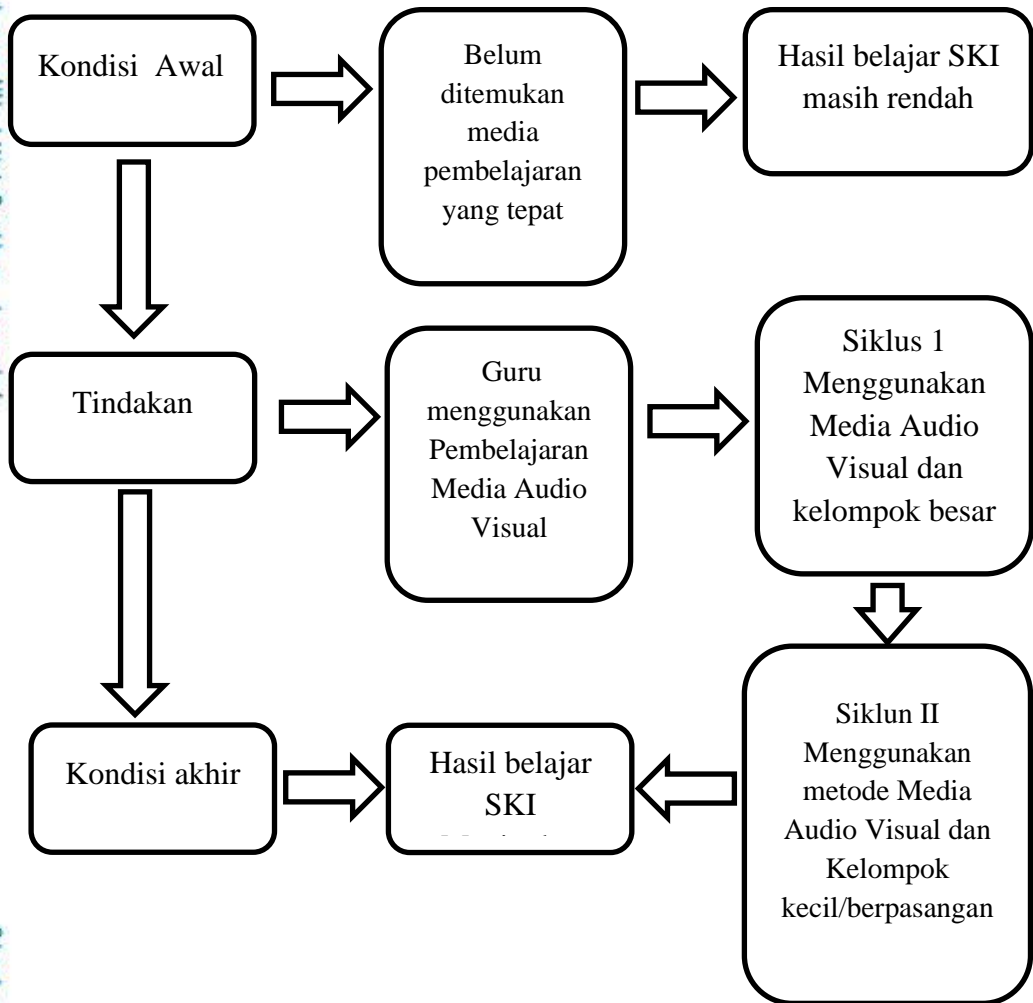 Kondisi Awal
Belum
ditemukan
media
pembelajaran
yang tepat
Hasil belajar SKI
masih rendah
Tindakan
Guru
menggunakan
Pembelajaran
Media Audio
Visual
Siklus 1
Menggunakan
Media Audio
Visual dan
kelompok besar
Kondisi akhir
Hasil belajar
SKI
Siklun II
Menggunakan
metode Media
Audio Visual dan
Kelompok
kecil/berpasangan